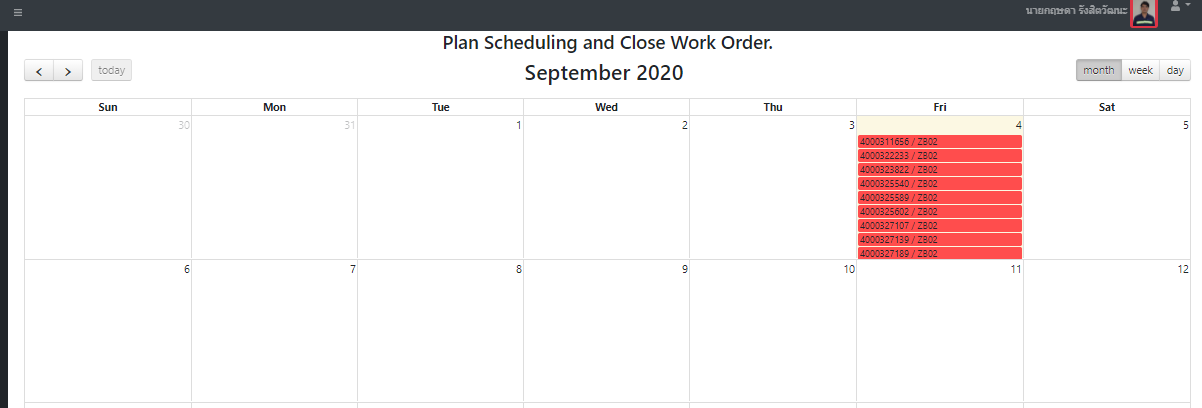 นายกฤษดา รังสิตวัฒนะ
Plan Scheduling and Close Work Order.
today
September 2020
month week day
Sun Mon Tue Wed Thu Fri Sat
30 31 1 2 3 4 5
4000311656 / ZB02
4000322233 / ZB02
4000323822 / ZB02
4000325540 / ZB02
4000325589 / ZB02
4000325602 / ZB02
4000327107 / ZB02
4000327139 / ZB02
4000327189 / ZB02
6 7 8 9 10 11 12